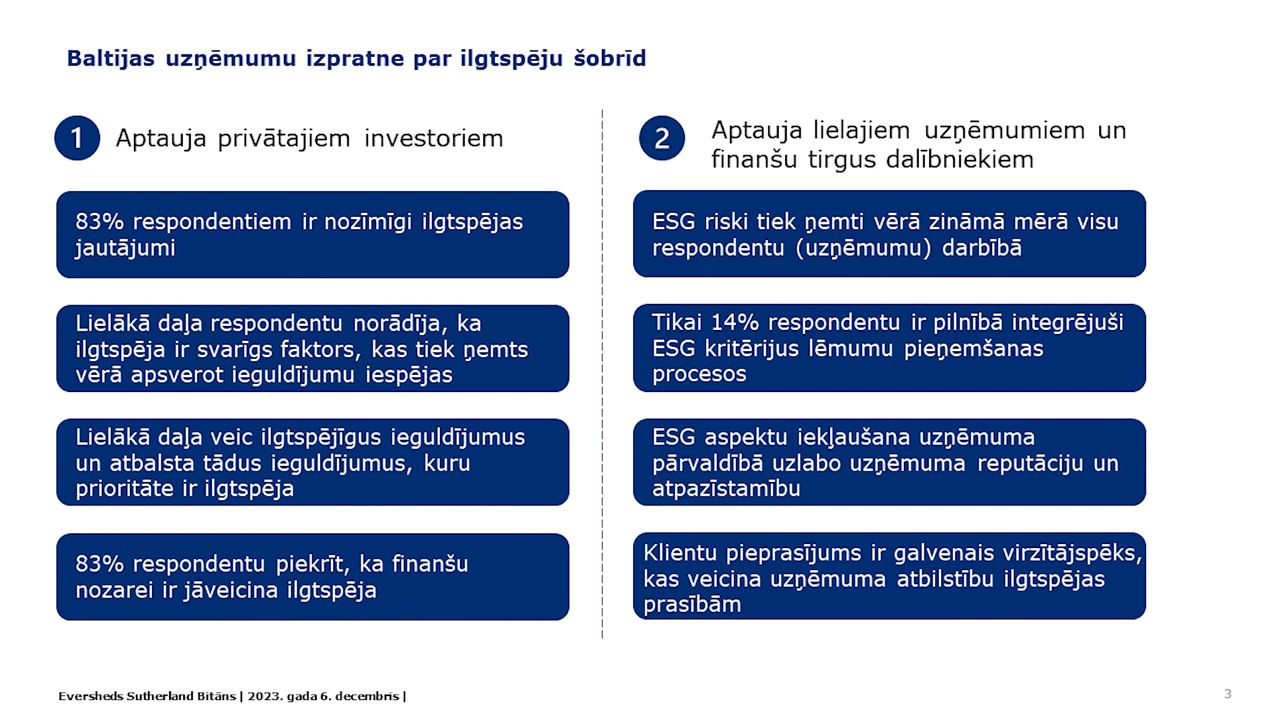 Baltijas uzņēmumu izpratne par ilgtspēju šobrīd
1
Aptauja privātajiem investoriem
83% respondentiem ir nozīmīgi ilgtspējas
jautājumi
Lielākā daļa respondentu norādīja, ka
ilgtspēja ir svarīgs faktors, kas tiek ņemts
vērā apsverot ieguldījumu iespējas
Lielākā daļa veic ilgtspējīgus ieguldījumus
un atbalsta tādus ieguldījumus, kuru
prioritāte ir ilgtspēja
83% respondentu piekrīt, ka finanšu
nozarei ir jāveicina ilgtspēja
2
Aptauja lielajiem uzņēmumiem un
finanšu tirgus dalībniekiem
ESG riski tiek ņemti vērā zināmā mērā visu
respondentu (uzņēmumu) darbībā
Tikai 14% respondentu ir pilnībā integrējuši
ESG kritērijus lēmumu pieņemšanas
procesos
ESG aspektu iekļaušana uzņēmuma
pārvaldībā uzlabo uzņēmuma reputāciju un
atpazīstamību
Klientu pieprasījums ir galvenais virzītājspēks,
kas veicina uzņēmuma atbilstību ilgtspējas
prasībām
Eversheds Sutherland Bitāns | 2023. gada 6. decembris |
3